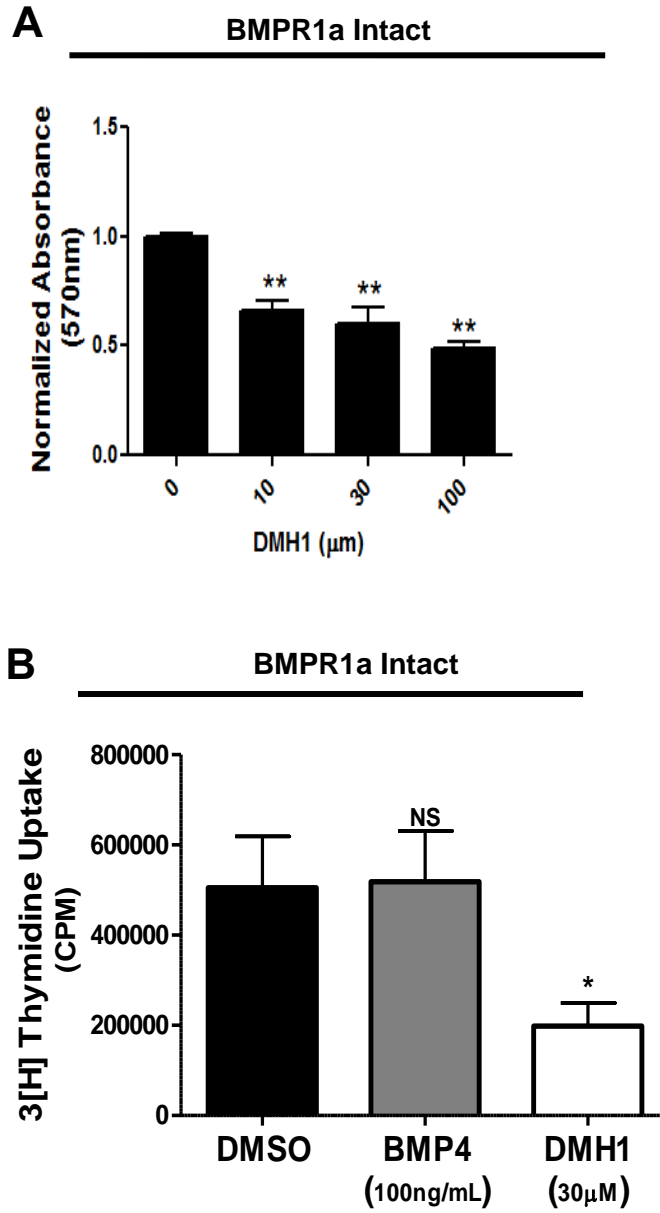 A
BMPR1a Intact
Normalized Absorbance
(570nm)
1.5
1.0
0.5
0.0
**
**
**
0
10
30
100
DMH1 (μm)
B
BMPR1a Intact
3[H] Thymidine Uptake
(CPM)
800000
600000
400000
200000
0
NS
*
DMSO
BMP4
DMH1
(100ng/mL)
(30μM)